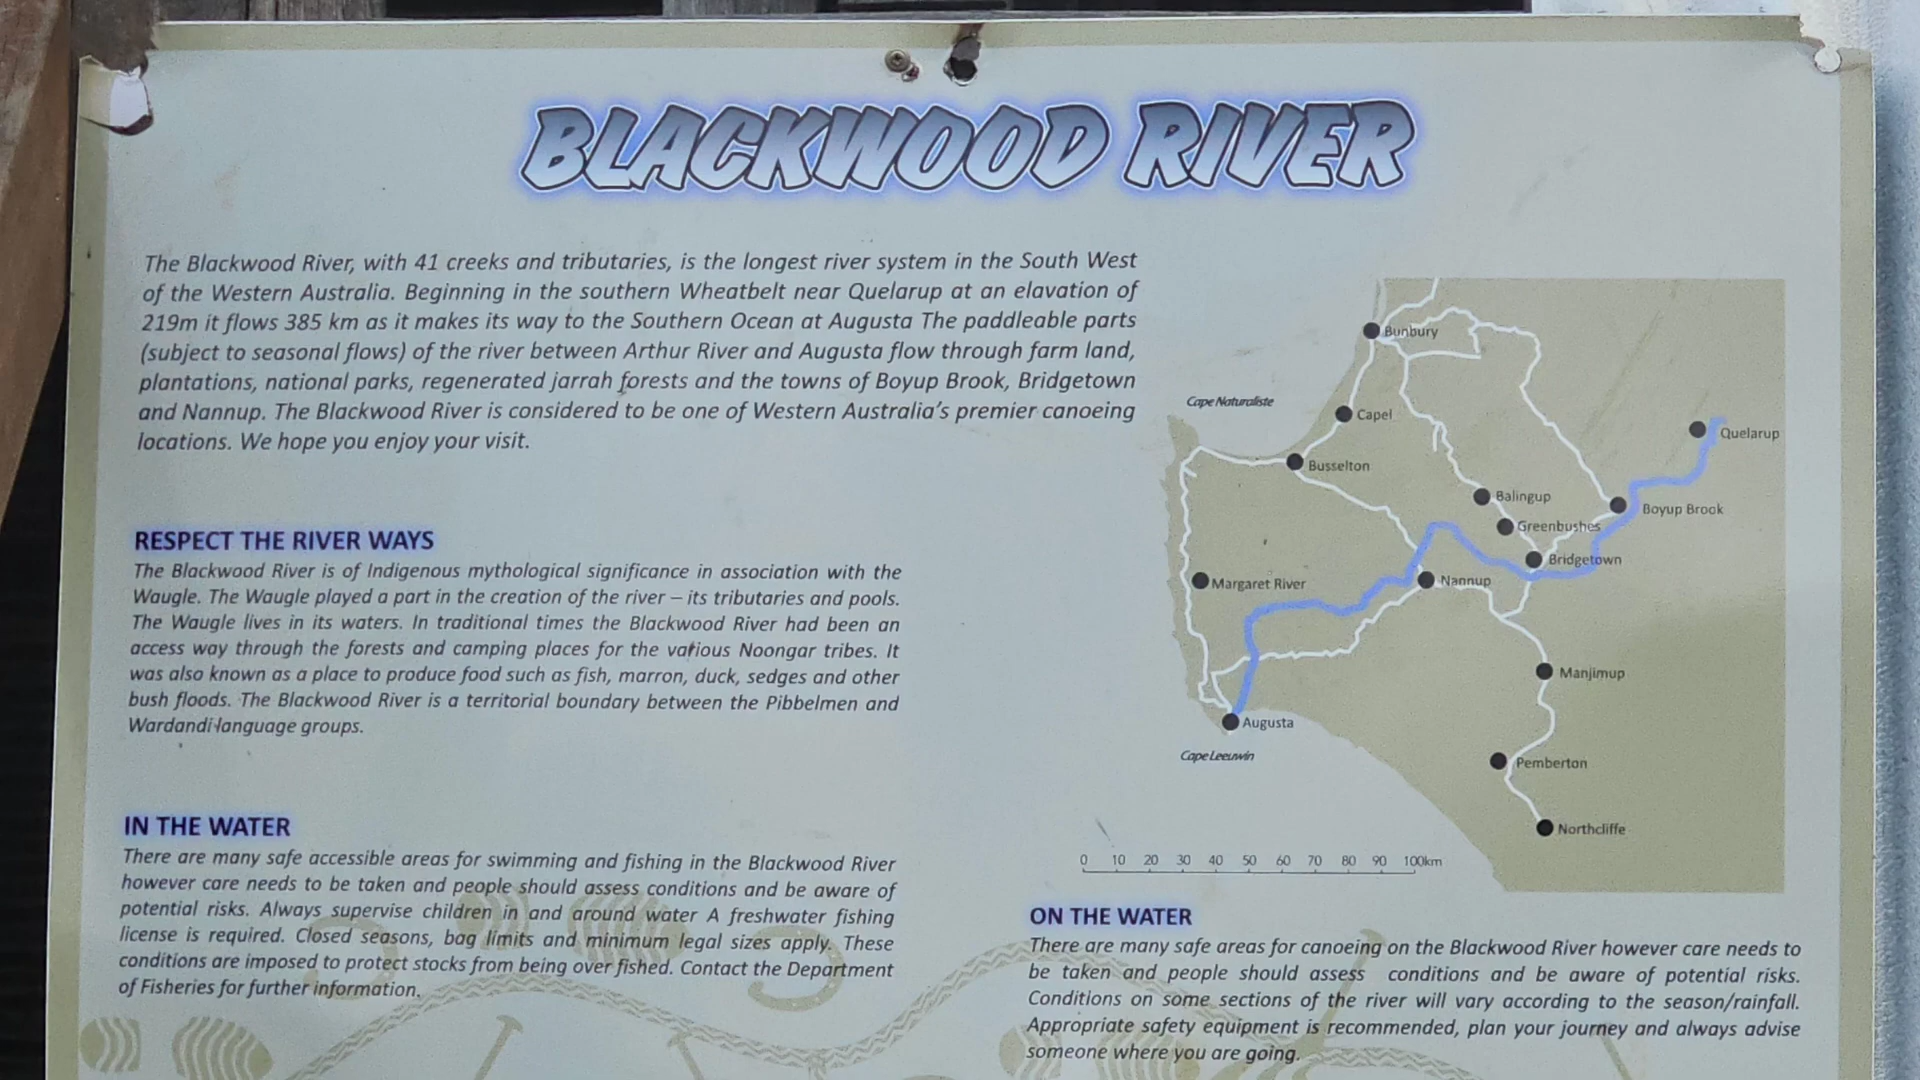 BLACKWOOD RIVER
The Blackwood River, with 41 creeks and tributaries, is the longest river system in the South West
of the Western Australia. Beginning in the southern Wheatbelt near Quelarup at an elavation of
219m it flows 385 km as it makes its way to the Southern Ocean at Augusta The paddleable parts
(subject to seasonal flows) of the river between Arthur River and Augusta flow through farm land,
plantations, national parks, regenerated jarrah forests and the towns of Boyup Brook, Bridgetown
and Nannup. The Blackwood River is considered to be one of Western Australia's premier canoeing
locations. We hope you enjoy your visit.
RESPECT THE RIVER WAYS
The Blackwood River is of Indigenous mythological significance in association with the
Waugle. The Waugle played a part in the creation of the river – its tributaries and pools.
The Waugle lives in its waters. In traditional times the Blackwood River had been an
access way through the forests and camping places for the various Noongar tribes. It
was also known as a place to produce food such as fish, marron, duck, sedges and other
bush floods. The Blackwood River is a territorial boundary between the Pibbelmen and
Wardandi language groups.
IN THE WATER
There are many safe accessible areas for swimming and fishing in the Blackwood River
however care needs to be taken and people should assess conditions and be aware of
potential risks. Always supervise children in and around water A freshwater fishing
license is required. Closed seasons, bag limits and minimum legal sizes apply. These
conditions are imposed to protect stocks from being over fished. Contact the Department
of Fisheries for further information.
Bunbury
Cape Naturaliste
Capel
Quelarup
Busselton
Balingup
Boyup Brook
Greenbushes
Bridgetown
Margaret River
Nannup
Manjimup
Augusta
Cape Leeuwin
Pemberton
Northcliffe
0 10 20 30 40 50 60 70 80 90 100km
ON THE WATER
There are many safe areas for canoeing on the Blackwood River however care needs to
be taken and people should assess conditions and be aware of potential risks.
Conditions on some sections of the river will vary according to the season/rainfall.
Appropriate safety equipment is recommended, plan your journey and always advise
someone where you are going.